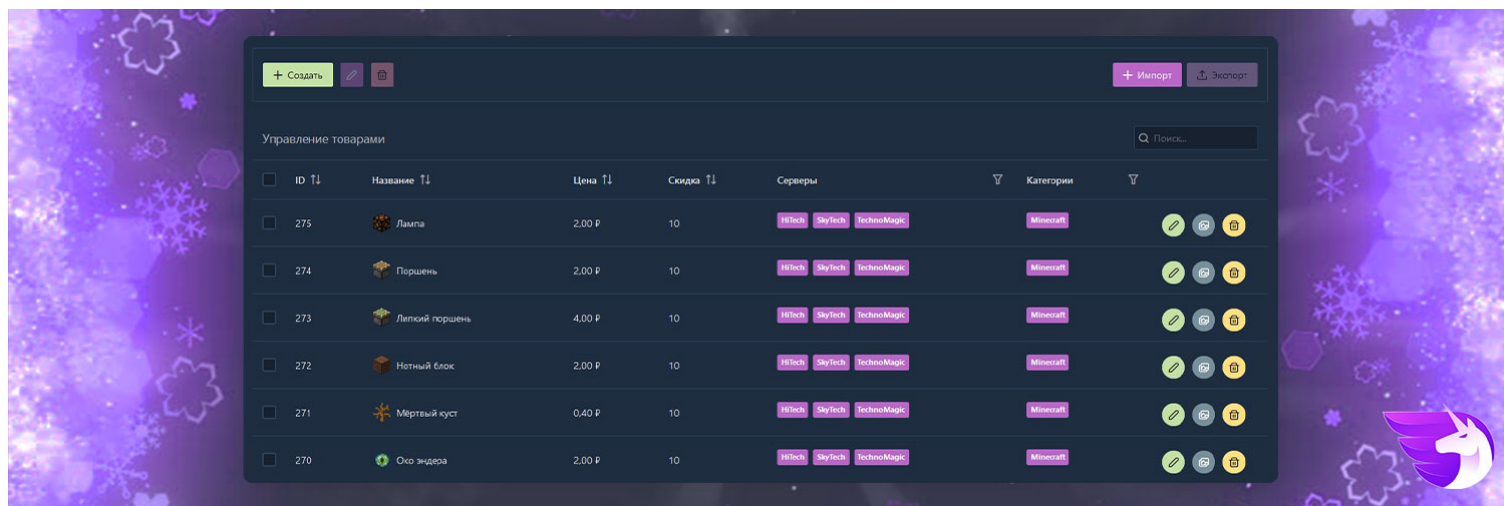 Создать
Импорт Экспорт
Управление товарами Поиск...
ID Название Цена Скидка Серверы Категории
275 Лампа 2,00 ₽ 10 HiTech SkyTech TechnoMagic Minecraft
274 Поршень 2,00 ₽ 10 HiTech SkyTech TechnoMagic Minecraft
273 Липкий поршень 4,00 ₽ 10 HiTech SkyTech TechnoMagic Minecraft
272 Нотный блок 2,00 ₽ 10 HiTech SkyTech TechnoMagic Minecraft
271 Мёртвый куст 0,40 ₽ 10 HiTech SkyTech TechnoMagic Minecraft
270 Око эндера 2,00 ₽ 10 HiTech SkyTech TechnoMagic Minecraft